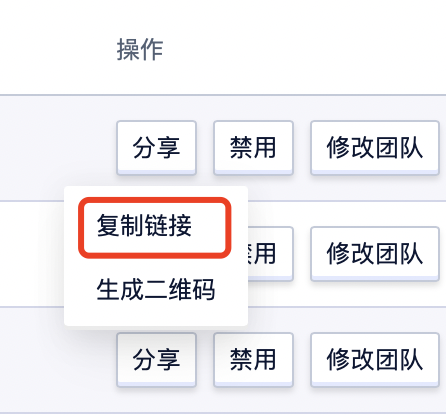 操作
分享 禁用 修改团队
复制链接
禁用 修改团队
生成二维码
分享 禁用 修改团队